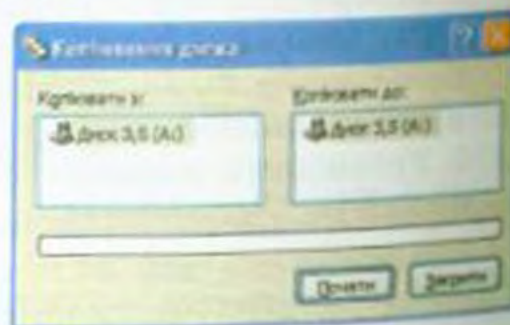 Копіювання диска
Копіювати з: Копіювати до:
Диск 3,5 (A:) Диск 3,5 (A:)
Почати Закрити